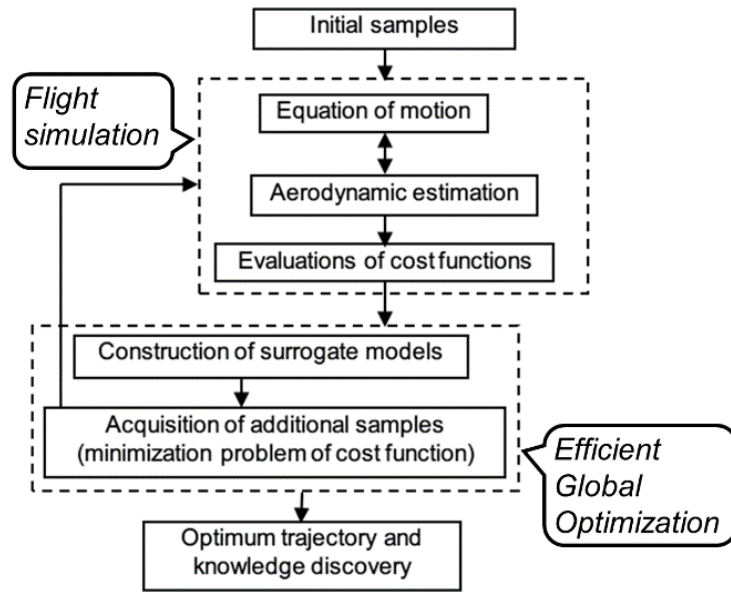 Initial samples
Flight
simulation
Equation of motion
Aerodynamic estimation
Evaluations of cost functions
Construction of surrogate models
Acquisition of additional samples
(minimization problem of cost function)
Efficient
Global
Optimization
Optimum trajectory and
knowledge discovery